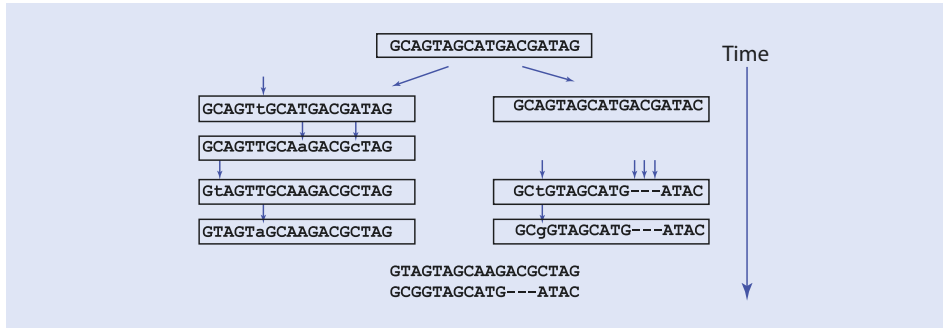 GCAGTAGCATGACGATAG
Time
GCAGTtGCATGACGATAG
GCAGTAGCATGACGATAC
GCAGTTGCAaGACGcTAG
GtAGTTGCAAGACGCTAG
GCtGTAGCATG---ATAC
GTAGTaGCAAGACGCTAG
GCgGTAGCATG---ATAC
GTAGTAGCAAGACGCTAG
GCGGTAGCATG---ATAC